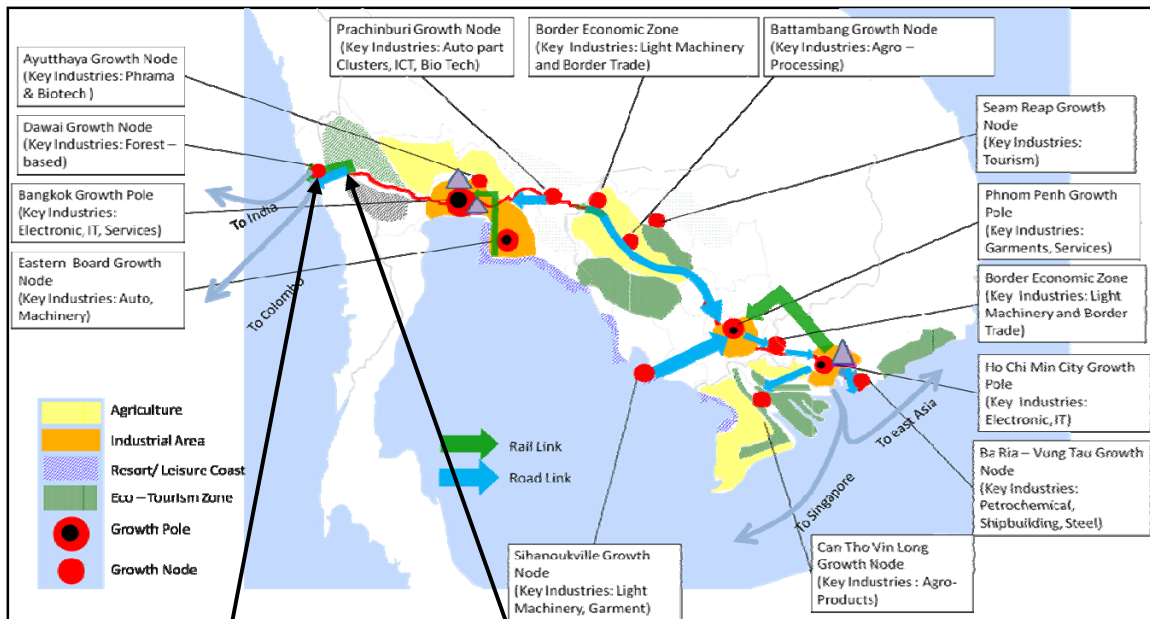 Prachinburi Growth Node
(Key Industries: Auto part
Clusters, ICT, Bio Tech)
Border Economic Zone
(Key Industries: Light Machinery
and Border Trade)
Battambang Growth Node
(Key Industries: Agro –
Processing)
Ayutthaya Growth Node
(Key Industries: Phrama
& Biotech)
Seam Reap Growth
Node
(Key Industries:
Tourism)
Dawai Growth Node
(Key Industries: Forest –
based)
Bangkok Growth Pole
(Key Industries:
Electronic, IT, Services)
Phnom Penh Growth
Pole
(Key Industries:
Garments, Services)
To India
Eastern Board Growth
Node
(Key Industries: Auto,
Machinery)
To Colombo
Border Economic Zone
(Key Industries: Light
Machinery and Border
Trade)
Ho Chi Min City Growth
Pole
(Key Industries:
Electronic, IT)
Agriculture
Industrial Area
Resort/ Leisure Coast
Eco – Tourism Zone
Growth Pole
Growth Node
Rail Link
Road Link
To east Asia
To Singapore
Ba Ria – Vung Tau Growth
Node
(Key Industries:
Petrochemical,
Shipbuilding, Steel)
Sihanoukville Growth
Node
(Key Industries: Light
Machinery, Garment)
Can Tho Vin Long
Growth Node
(Key Industries : Agro-
Products)